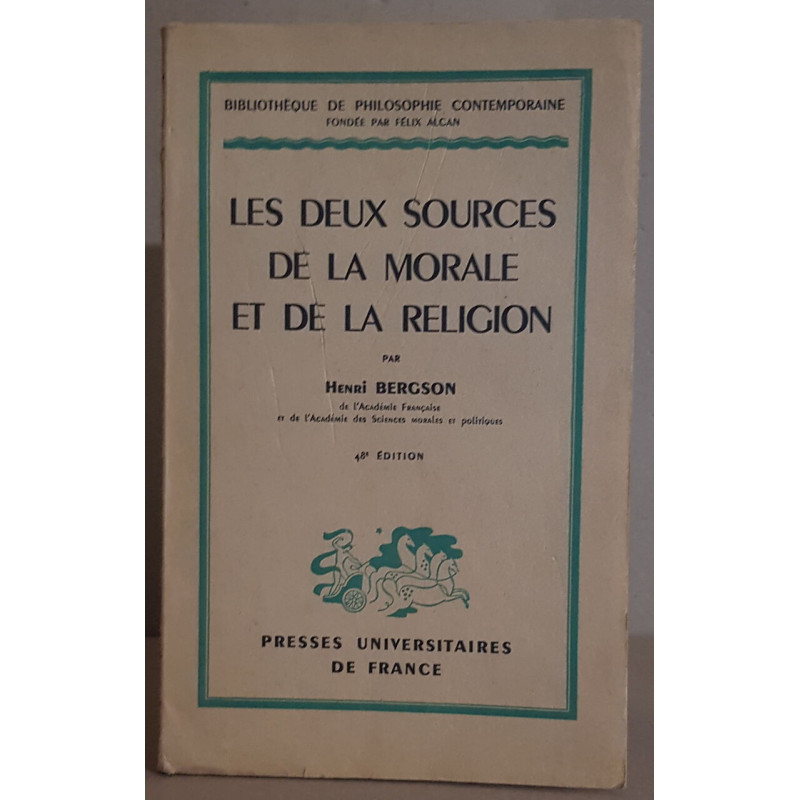 BIBLIOTHÈQUE DE PHILOSOPHIE CONTEMPORAINE
FONDÉE PAR FÉLIX ALCAN
LES DEUX SOURCES
DE LA MORALE
ET DE LA RELIGION
PAR
Henri BERGSON
de l'Académie Française
et de l'Académie des Sciences morales et politiques
48e ÉDITION
PRESSES UNIVERSITAIRES
DE FRANCE